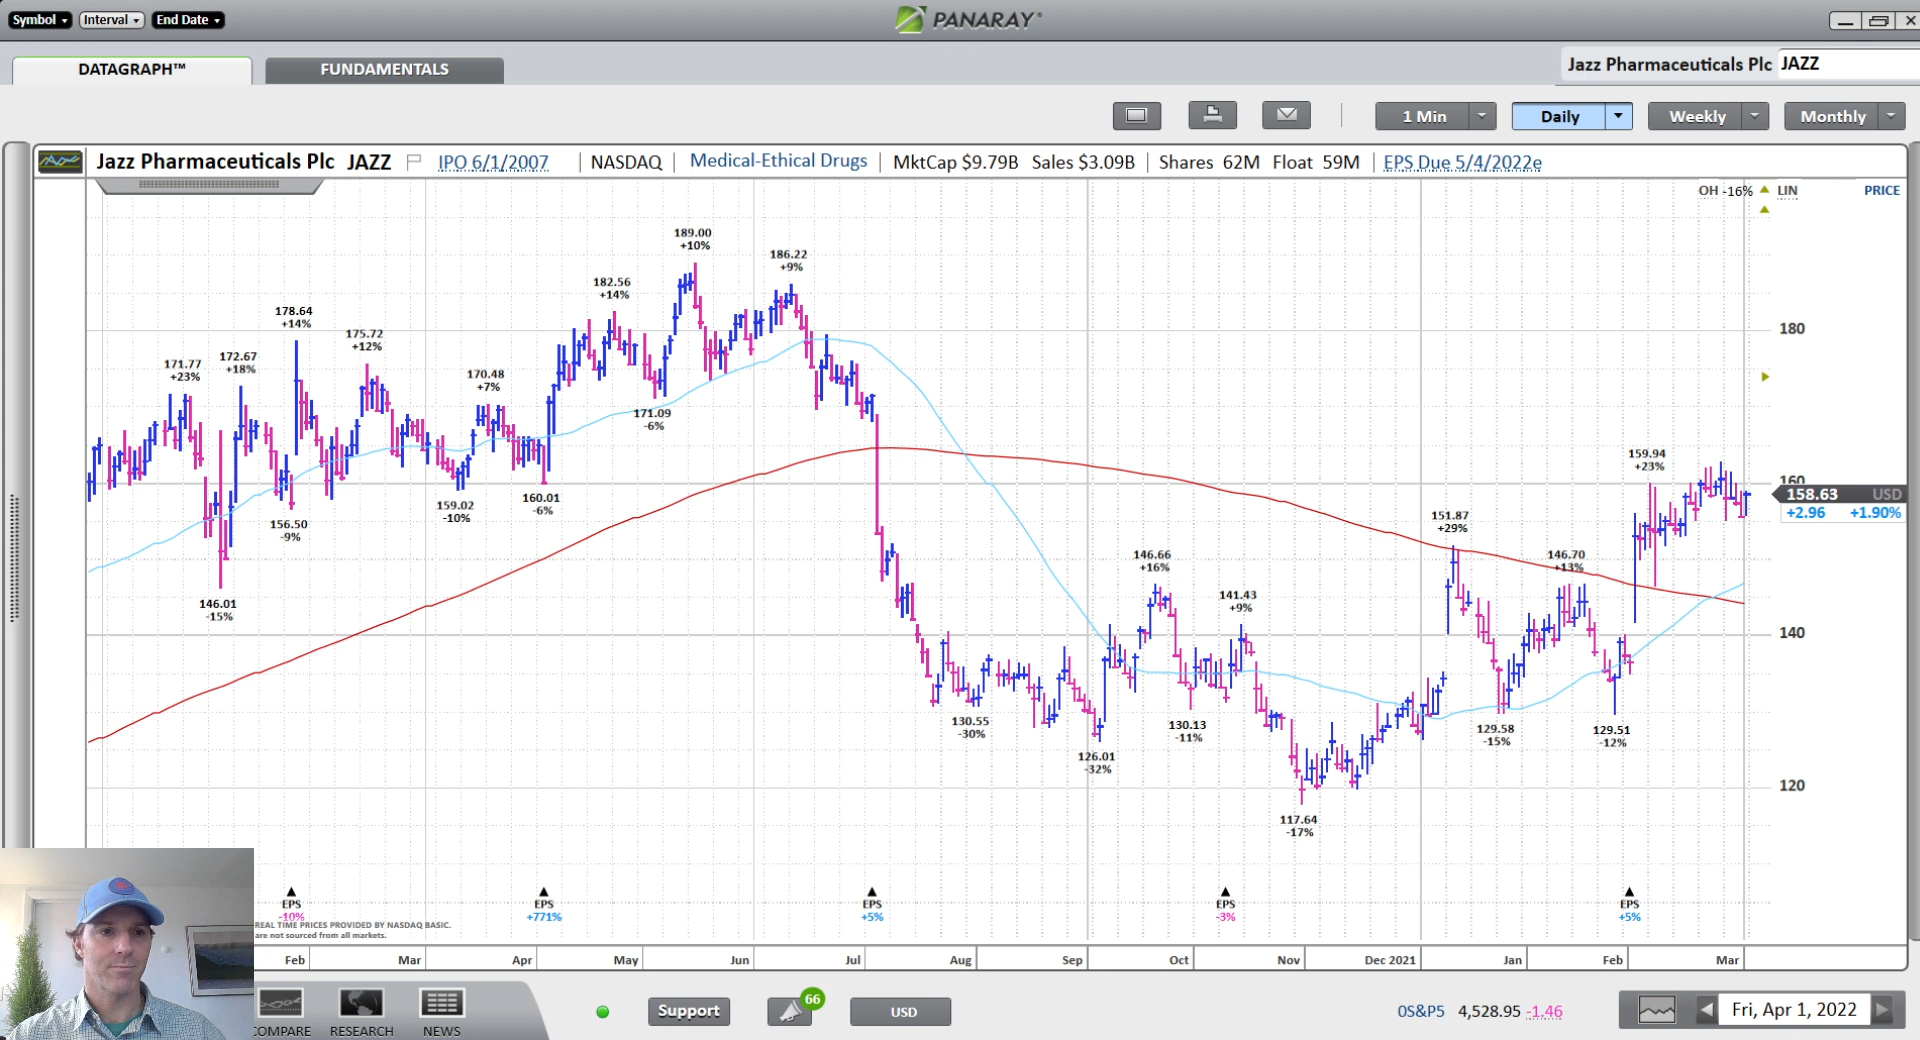 Symbol Interval End Date
PANARAY®
DATAGRAPH™ FUNDAMENTALS
Jazz Pharmaceuticals Plc JAZZ
1 Min Daily Weekly Monthly
Jazz Pharmaceuticals Plc JAZZ IPO 6/1/2007 NASDAQ Medical-Ethical Drugs MktCap $9.79B Sales $3.09B Shares 62M Float 59M EPS Due 5/4/2022e
OH -16% LIN PRICE
189.00
+10%
186.22
+9%
182.56
+14%
178.64
+14%
175.72
+12%
180
171.77
+23%
172.67
+18%
170.48
+7%
171.09
-6%
159.94
+23%
160
158.63 USD
+2.96 +1.90%
159.02
-10%
160.01
-6%
156.50
-9%
151.87
+29%
146.66
+16%
146.70
+13%
146.01
-15%
141.43
+9%
140
130.55
-30%
130.13
-11%
129.58
-15%
129.51
-12%
126.01
-32%
120
117.64
-17%
EPS
-10%
EPS
+771%
EPS
+5%
EPS
-3%
EPS
+5%
REAL TIME PRICES PROVIDED BY NASDAQ BASIC.
are not sourced from all markets.
Feb Mar Apr May Jun Jul Aug Sep Oct Nov Dec 2021 Jan Feb Mar
COMPARE RESEARCH NEWS
Support 66 USD
0S&P5 4,528.95 -1.46
Fri, Apr 1, 2022